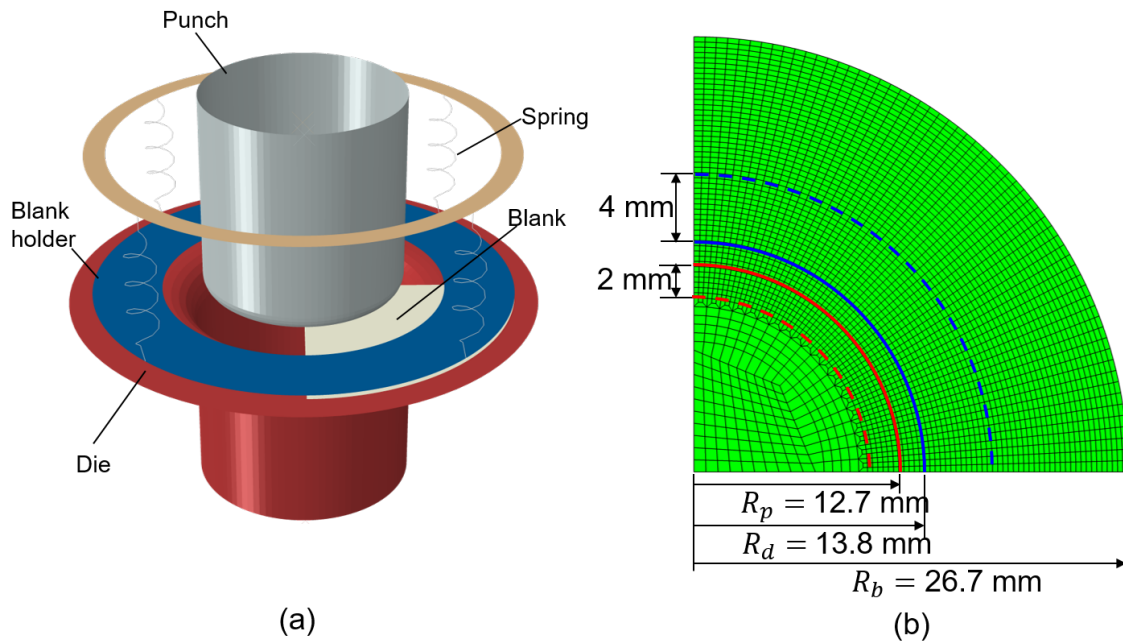 Punch
Spring
Blank
holder
Blank
Die
(a)
4 mm
2 mm
R_p = 12.7 mm
R_d = 13.8 mm
R_b = 26.7 mm
(b)